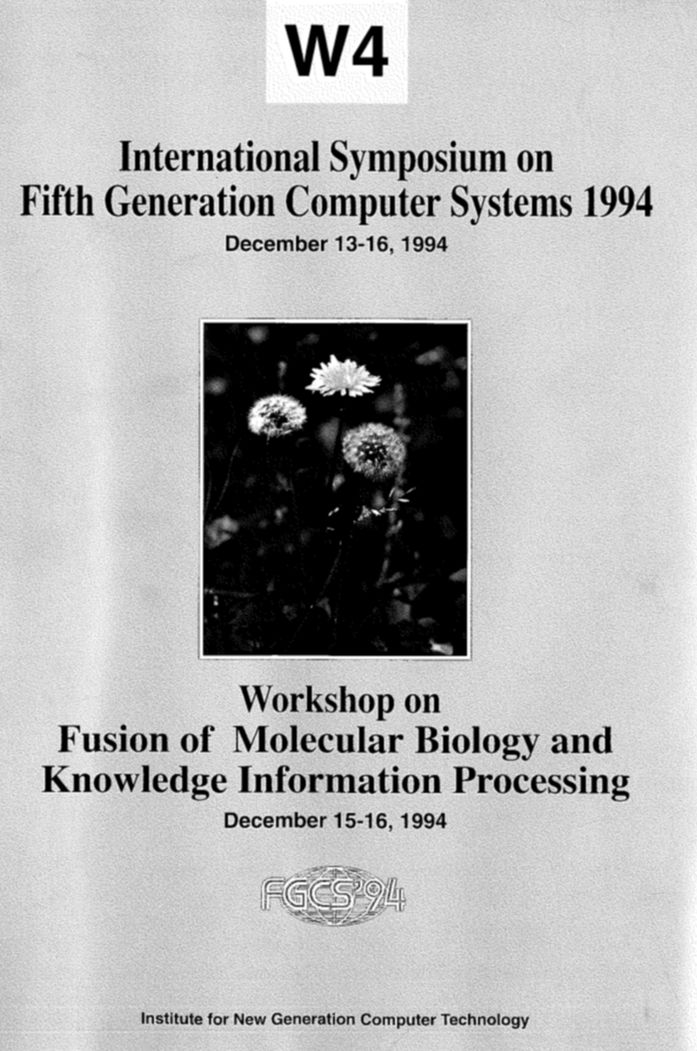 W4
International Symposium on
Fifth Generation Computer Systems 1994
December 13-16, 1994
Workshop on
Fusion of Molecular Biology and
Knowledge Information Processing
December 15-16, 1994
FGCS'94
Institute for New Generation Computer Technology